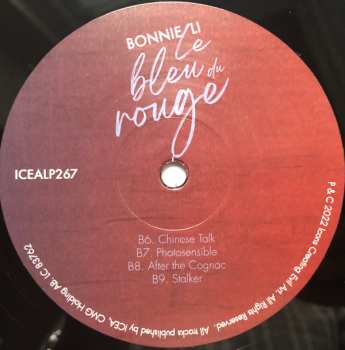 BONNIE LI
Le
bleu du
rouge
ICEALP267
B6. Chinese Talk
B7. Photosensible
B8. After the Cognac
B9. Stalker
P & C 2022 Icons Creating Evil Art. All Rights Reserved. All tracks published by ICEA, CMG Holding AB. LC 83762